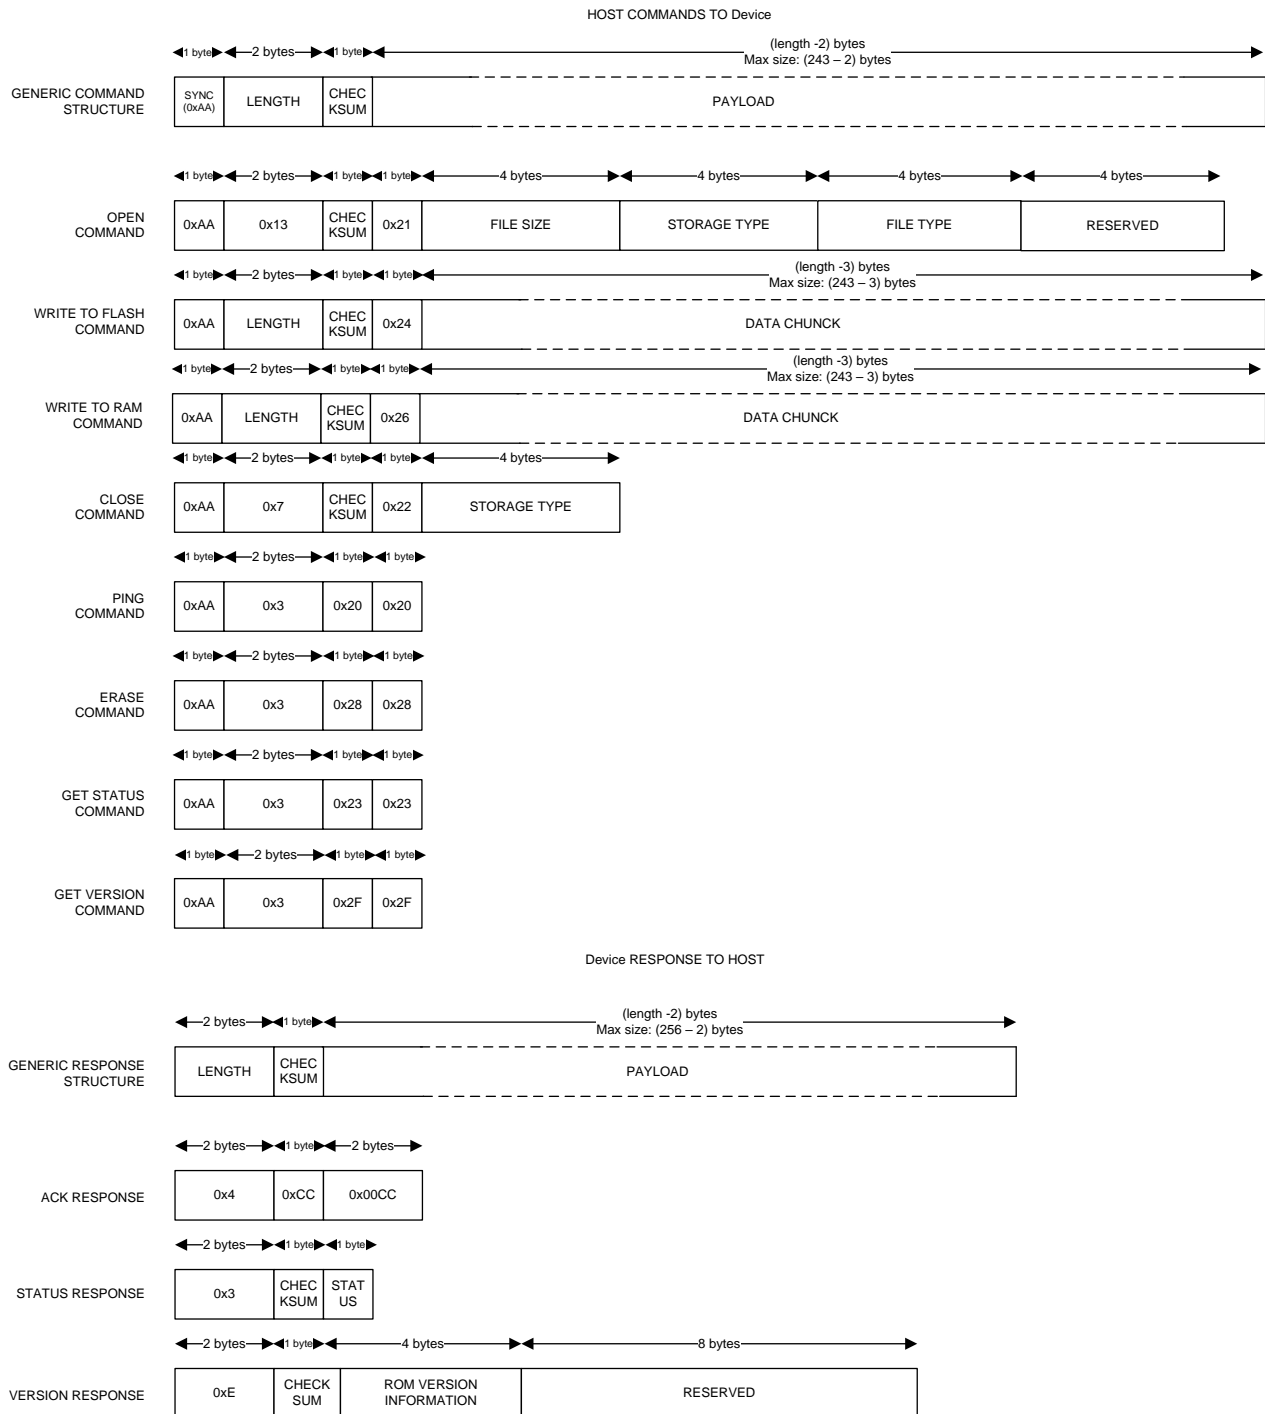 HOST COMMANDS TO Device
(length -2) bytes
1 byte 2 bytes 1 byte Max size: (243 – 2) bytes
GENERIC COMMAND
STRUCTURE
SYNC
(0xAA)
LENGTH
CHEC
KSUM
PAYLOAD
1 byte 2 bytes 1 byte 1 byte 4 bytes 4 bytes 4 bytes 4 bytes
OPEN
COMMAND
0xAA
0x13
CHEC
KSUM
0x21
FILE SIZE
STORAGE TYPE
FILE TYPE
RESERVED
(length -3) bytes
1 byte 2 bytes 1 byte 1 byte Max size: (243 – 3) bytes
WRITE TO FLASH
COMMAND
0xAA
LENGTH
CHEC
KSUM
0x24
DATA CHUNCK
(length -3) bytes
1 byte 2 bytes 1 byte 1 byte Max size: (243 – 3) bytes
WRITE TO RAM
COMMAND
0xAA
LENGTH
CHEC
KSUM
0x26
DATA CHUNCK
1 byte 2 bytes 1 byte 1 byte 4 bytes
CLOSE
COMMAND
0xAA
0x7
CHEC
KSUM
0x22
STORAGE TYPE
1 byte 2 bytes 1 byte 1 byte
PING
COMMAND
0xAA
0x3
0x20
0x20
1 byte 2 bytes 1 byte 1 byte
ERASE
COMMAND
0xAA
0x3
0x28
0x28
1 byte 2 bytes 1 byte 1 byte
GET STATUS
COMMAND
0xAA
0x3
0x23
0x23
1 byte 2 bytes 1 byte 1 byte
GET VERSION
COMMAND
0xAA
0x3
0x2F
0x2F
Device RESPONSE TO HOST
(length -2) bytes
2 bytes 1 byte Max size: (256 – 2) bytes
GENERIC RESPONSE
STRUCTURE
LENGTH
CHEC
KSUM
PAYLOAD
2 bytes 1 byte 2 bytes
ACK RESPONSE
0x4
0xCC
0x00CC
2 bytes 1 byte 1 byte
STATUS RESPONSE
0x3
CHEC
KSUM
STAT
US
2 bytes 1 byte 4 bytes 8 bytes
VERSION RESPONSE
0xE
CHECK
SUM
ROM VERSION
INFORMATION
RESERVED